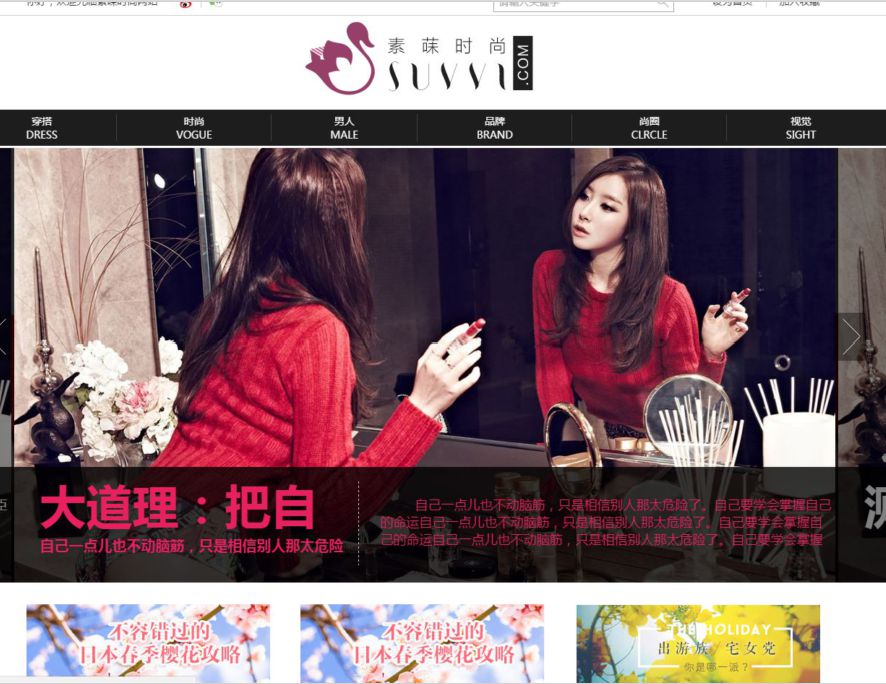 素葆时尚
SUVVI
.COM
穿搭
DRESS
时尚
VOGUE
男人
MALE
品牌
BRAND
尚圈
CLRCLE
视觉
SIGHT
大道理：把自
自己一点儿也不动脑筋，只是相信别人那太危险
自己一点儿也不动脑筋，只是相信别人那太危险了。自己要学会掌握自己
的命运自己一点儿也不动脑筋，只是相信别人那太危险了。自己要学会掌握自
己的命运自己一点儿也不动脑筋，只是相信别人那太危险了。自己要学会掌握
不容错过的
日本春季樱花攻略
不容错过的
日本春季樱花攻略
THE HOLIDAY
出游族 宅女党
你是哪一派？